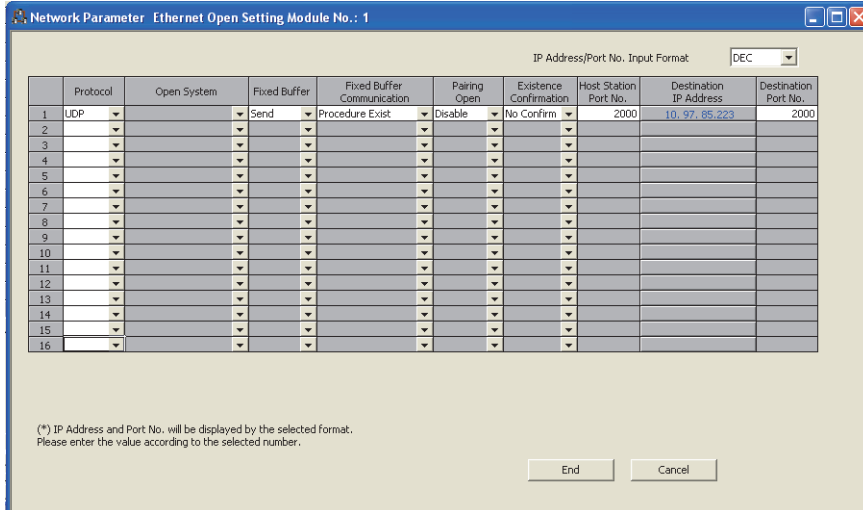 Network Parameter Ethernet Open Setting Module No.: 1
IP Address/Port No. Input Format DEC
Protocol Open System Fixed Buffer Fixed Buffer Communication Pairing Open Existence Confirmation Host Station Port No. Destination IP Address Destination Port No.
1 UDP Send Procedure Exist Disable No Confirm 2000 10. 97. 85.223 2000
2
3
4
5
6
7
8
9
10
11
12
13
14
15
16
(*) IP Address and Port No. will be displayed by the selected format.
Please enter the value according to the selected number.
End Cancel